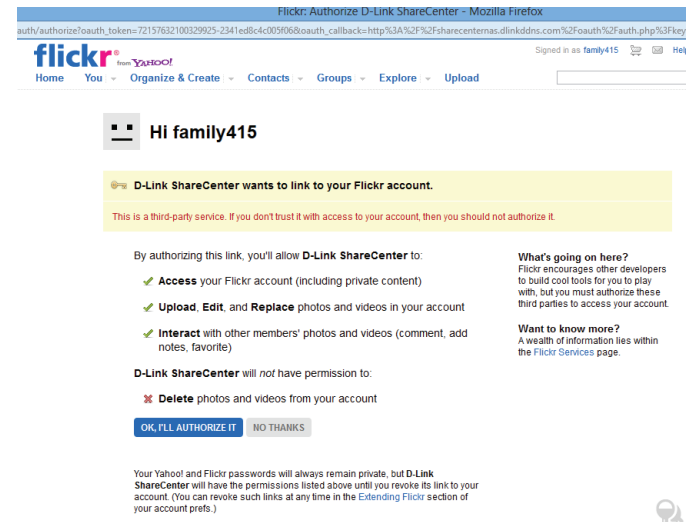 Flickr: Authorize D-Link ShareCenter - Mozilla Firefox
auth/authorize?oauth_token=72157632100329925-2341ed8c4c005f06&oauth_callback=http%3A%2F%2Fsharecenternas.dlinkddns.com%2Foauth%2Fauth.php%3Fkey
flickr® from YAHOO!
Signed in as family415 Help
Home You Organize & Create Contacts Groups Explore Upload
Hi family415
D-Link ShareCenter wants to link to your Flickr account.
This is a third-party service. If you don't trust it with access to your account, then you should not authorize it.
By authorizing this link, you'll allow D-Link ShareCenter to:
Access your Flickr account (including private content)
Upload, Edit, and Replace photos and videos in your account
Interact with other members' photos and videos (comment, add
notes, favorite)
D-Link ShareCenter will not have permission to:
Delete photos and videos from your account
OK, I'LL AUTHORIZE IT NO THANKS
Your Yahoo! and Flickr passwords will always remain private, but D-Link
ShareCenter will have the permissions listed above until you revoke its link to your
account. (You can revoke such links at any time in the Extending Flickr section of
your account prefs.)
What's going on here?
Flickr encourages other developers
to build cool tools for you to play
with, but you must authorize these
third parties to access your account.
Want to know more?
A wealth of information lies within
the Flickr Services page.